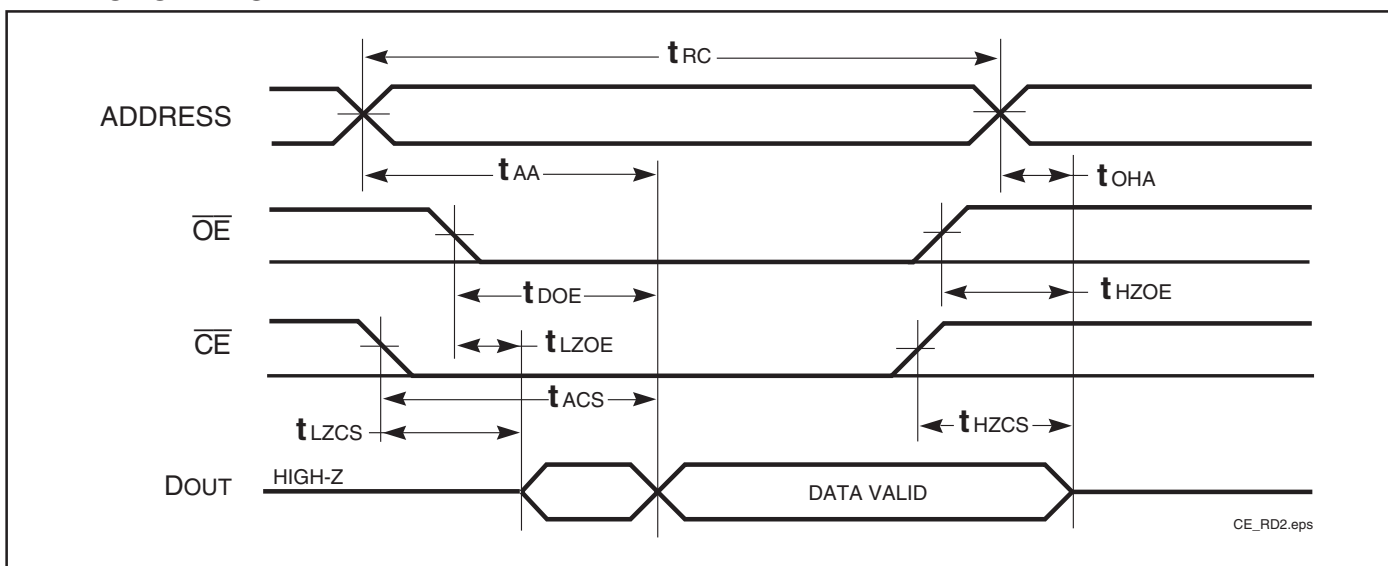 tRC
ADDRESS
tAA
tOHA
OE
tDOE
tHZOE
CE
tLZOE
tACS
tLZCS
tHZCS
DOUT
HIGH-Z
DATA VALID
CE_RD2.eps